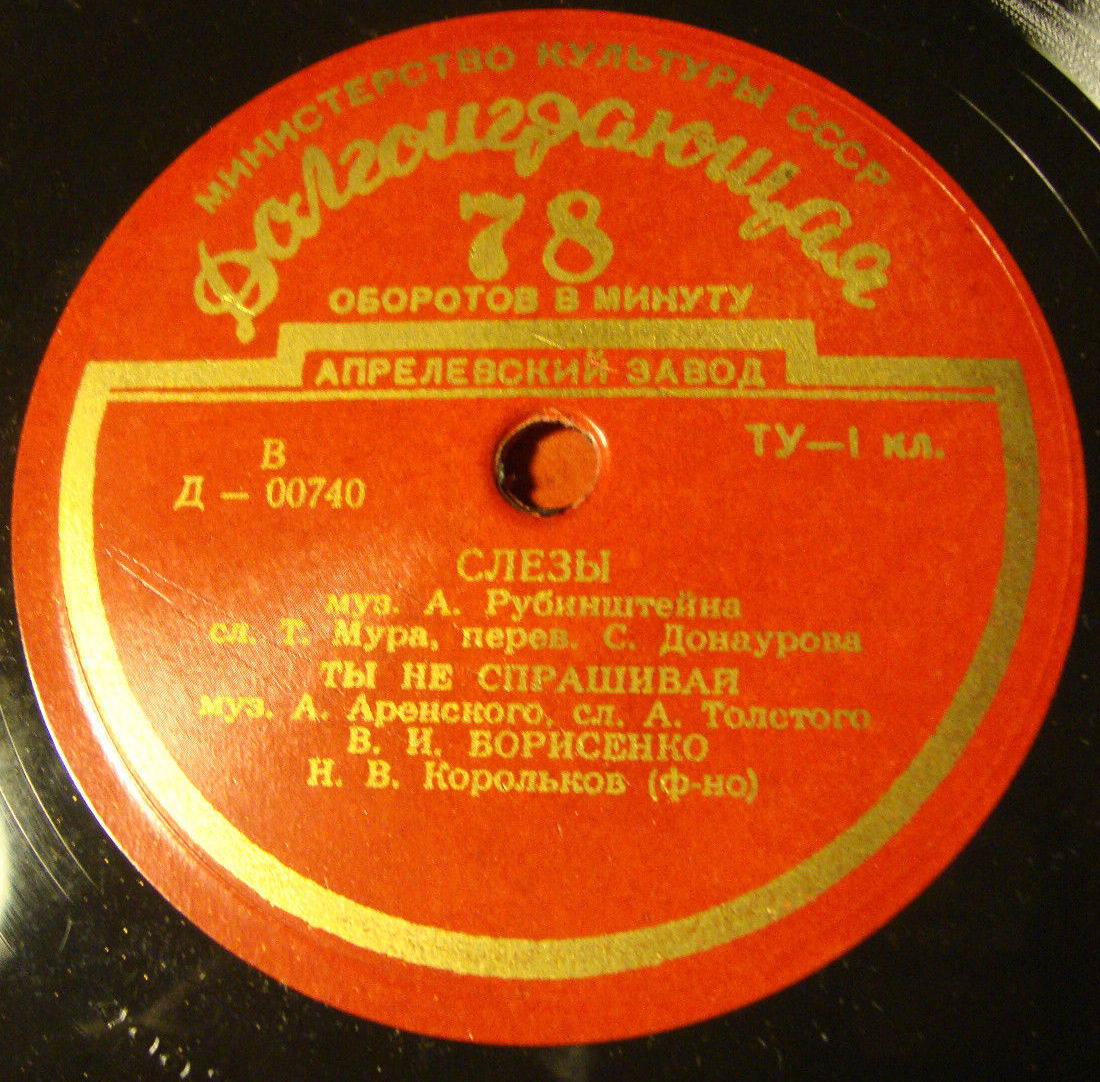 МИНИСТЕРСТВО КУЛЬТУРЫ СССР
Долгоиграющая
78
ОБОРОТОВ В МИНУТУ
АПРЕЛЕВСКИЙ ЗАВОД
В
Д – 00740
ТУ—I кл.
СЛЕЗЫ
муз. А. Рубинштейна
сл. Т. Мура, перев. С. Донаурова
ТЫ НЕ СПРАШИВАЙ
муз. А. Аренского, сл. А. Толстого
В. И. БОРИСЕНКО
Н. В. Корольков (ф-но)